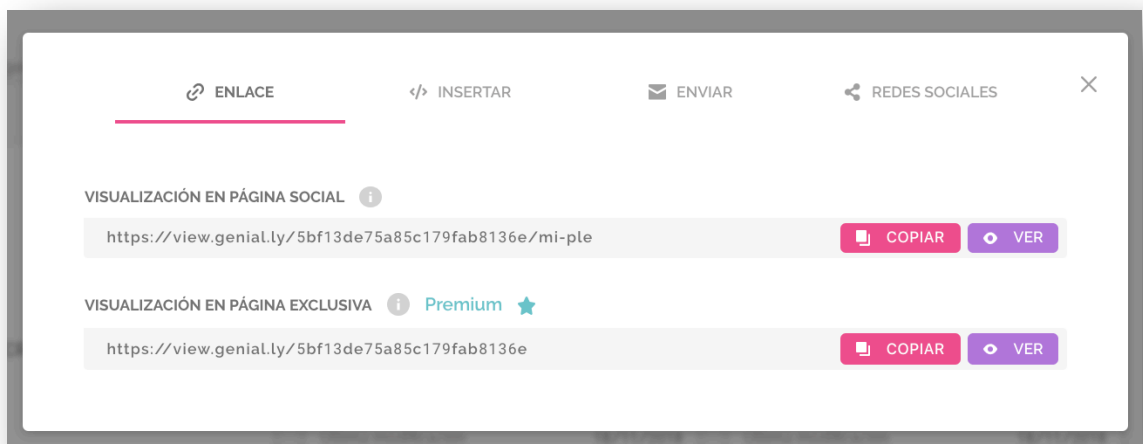 ENLACE
</> INSERTAR
ENVIAR
REDES SOCIALES
VISUALIZACIÓN EN PÁGINA SOCIAL i
https://view.genial.ly/5bf13de75a85c179fab8136e/mi-ple
COPIAR
VER
VISUALIZACIÓN EN PÁGINA EXCLUSIVA i Premium
https://view.genial.ly/5bf13de75a85c179fab8136e
COPIAR
VER